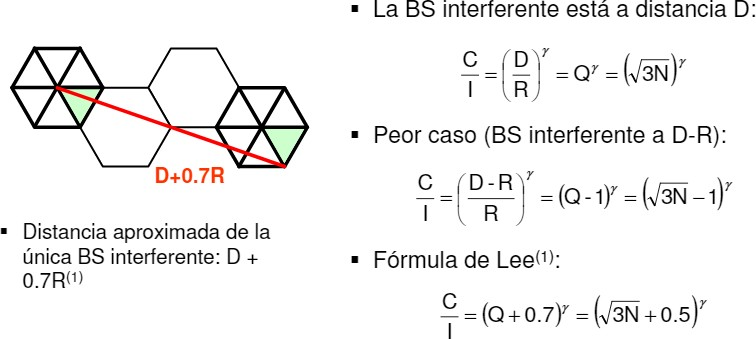 D+0.7R
▪ Distancia aproximada de la
única BS interferente: D +
0.7R(1)
▪ La BS interferente está a distancia D:
C/I = (D/R)^γ = Q^γ = (√3N)^γ
▪ Peor caso (BS interferente a D-R):
C/I = ((D - R)/R)^γ = (Q - 1)^γ = (√3N − 1)^γ
▪ Fórmula de Lee(1):
C/I = (Q + 0.7)^γ = (√3N + 0.5)^γ